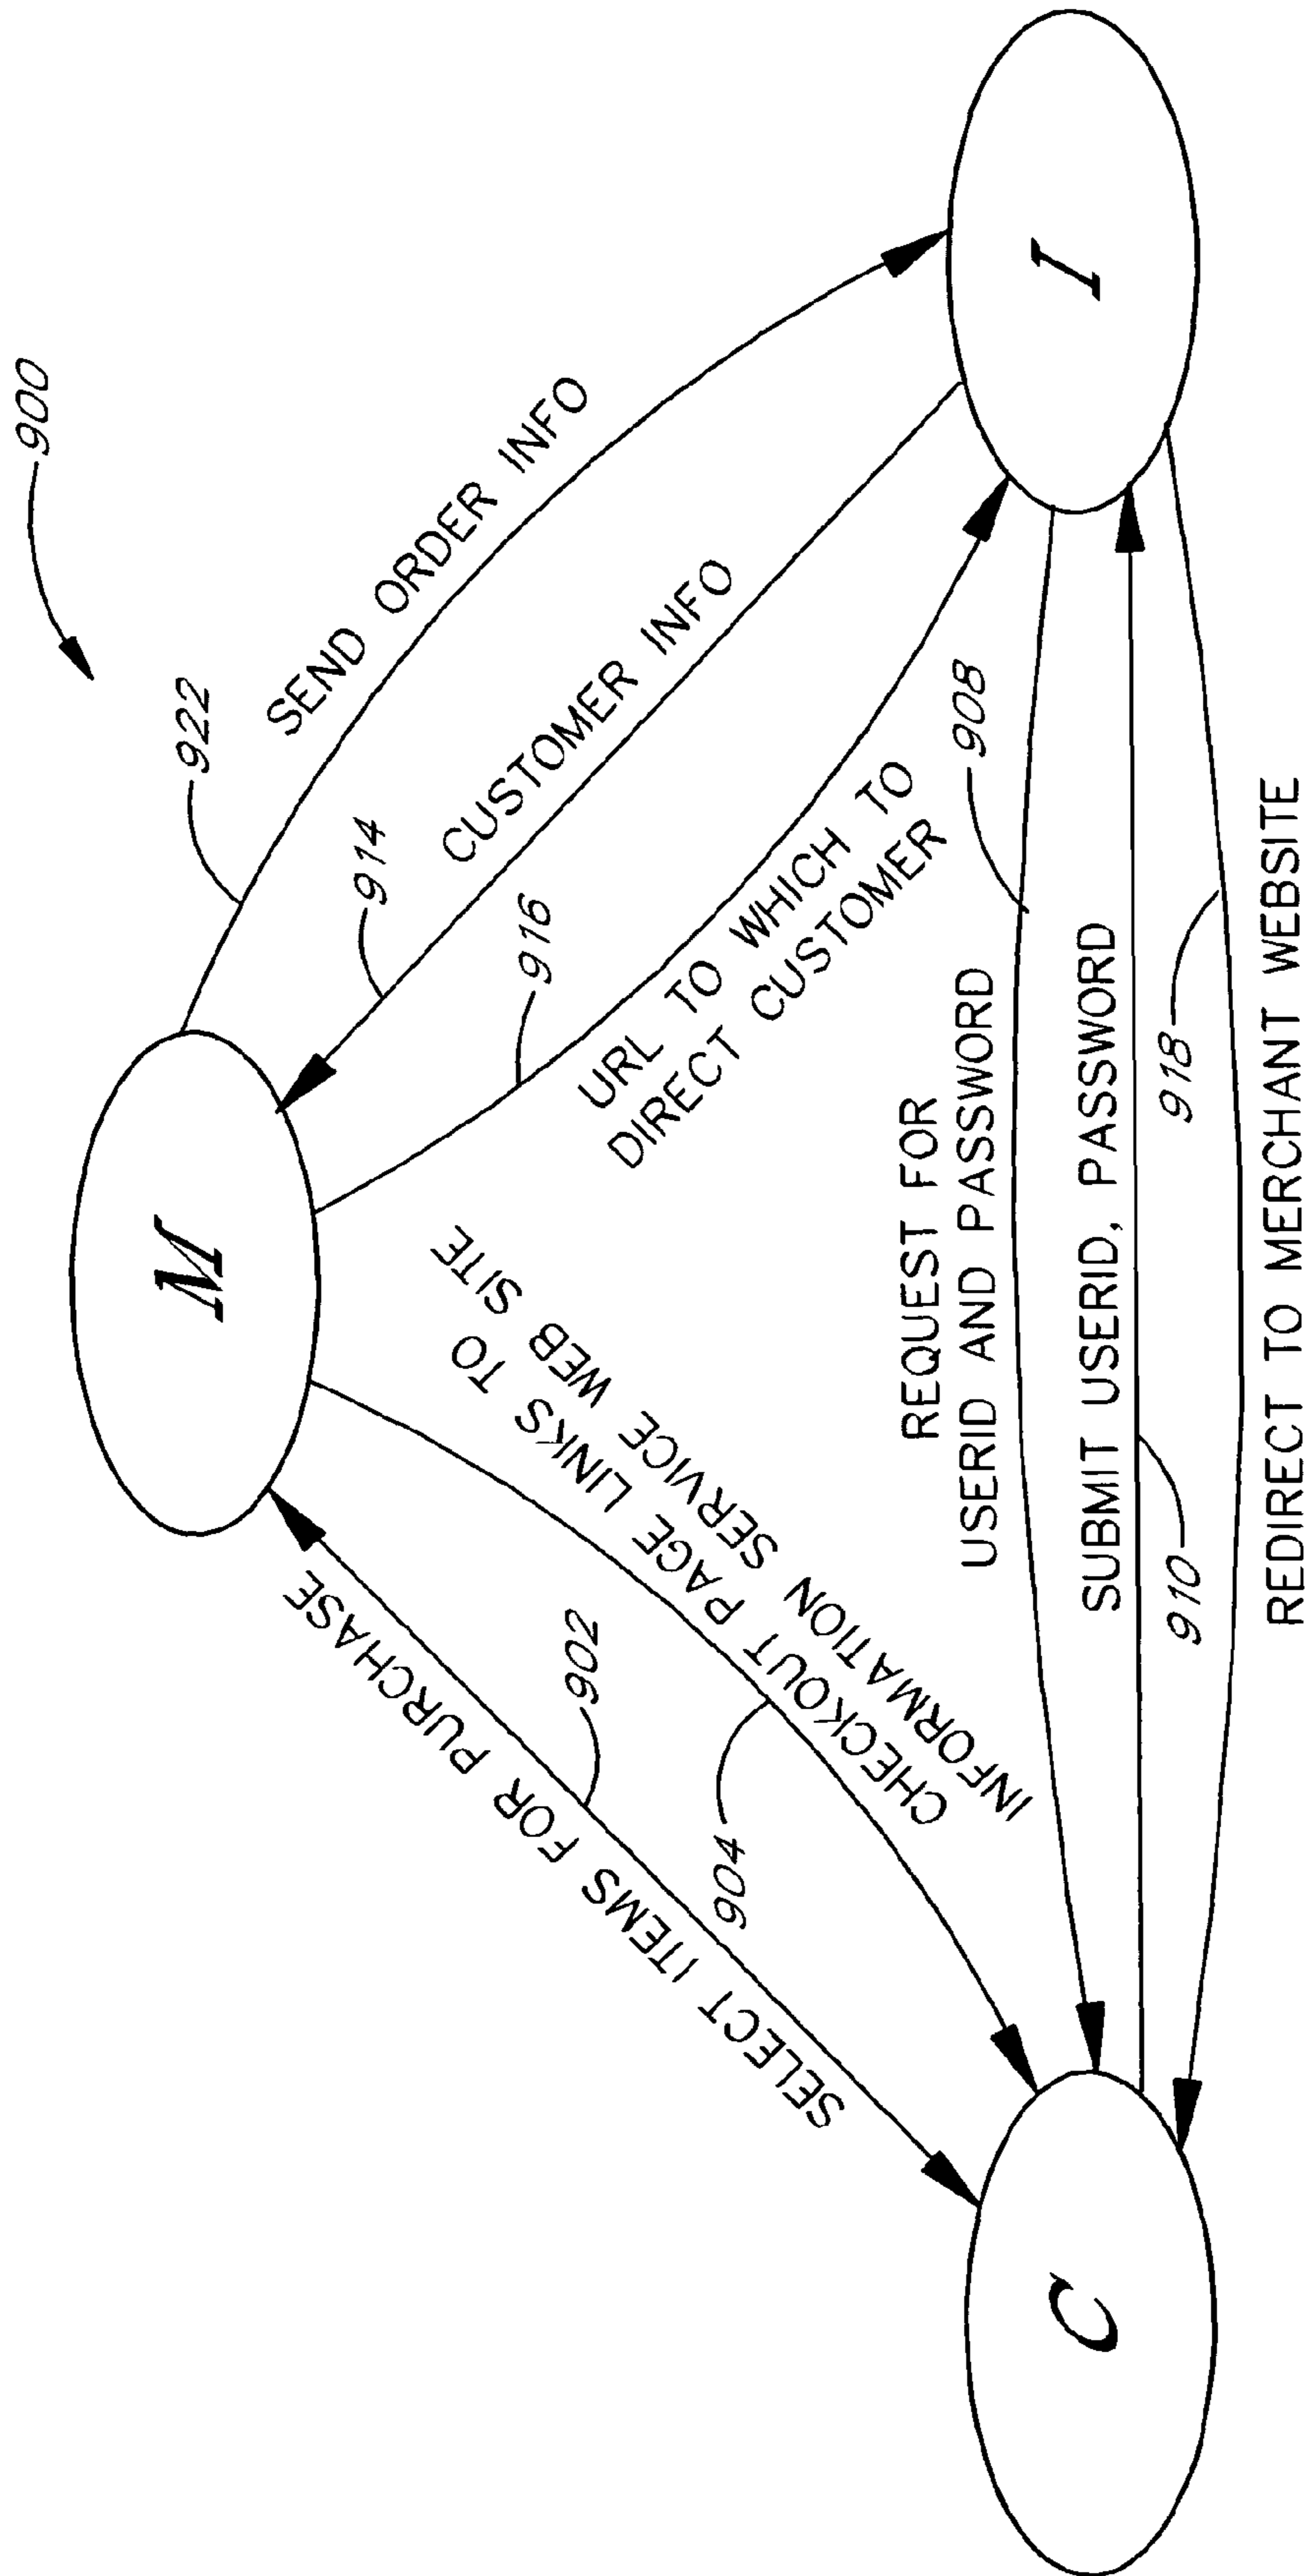 900
922
SEND ORDER INFO
914
CUSTOMER INFO
916
URL TO WHICH TO
DIRECT CUSTOMER
M
SELECT ITEMS FOR PURCHASE
902
904
CHECKOUT PAGE LINKS TO
INFORMATION SERVICE WEB SITE
908
REQUEST FOR
USERID AND PASSWORD
SUBMIT USERID, PASSWORD
910
918
REDIRECT TO MERCHANT WEBSITE
C
I